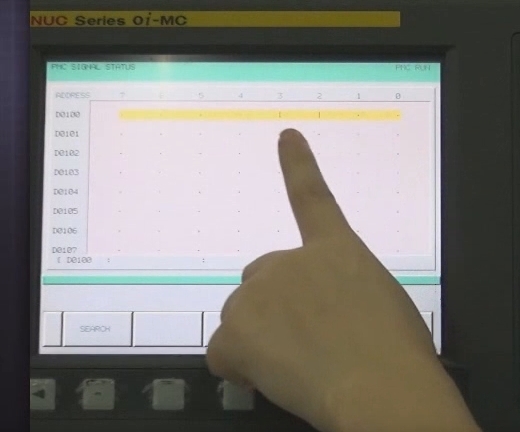 NUC Series 0i-MC
PMC SIGNAL STATUS PMC RUN
ADDRESS 7 6 5 4 3 2 1 0
D0100 . . . . | | . .
D0101 . . . . . . .
D0102 . . . . . . .
D0103 . . . . . . .
D0104 . . . . . . .
D0105 . . . . . .
D0106 . . . . . .
D0107 . . . . .
( D0100 ) :
SEARCH